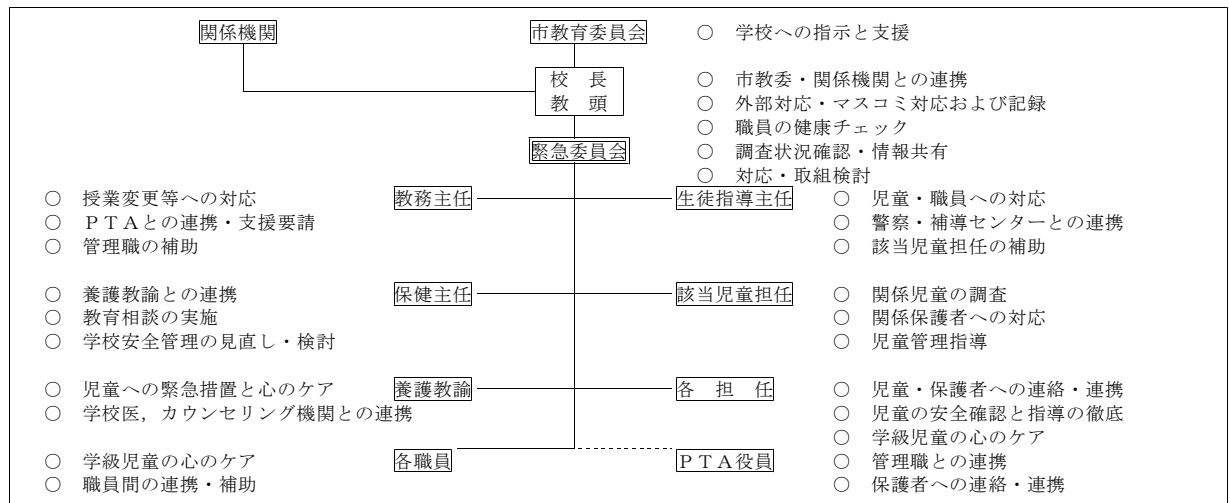 関係機関 市教育委員会 ○ 学校への指示と支援
校 長 ○ 市教委・関係機関との連携
教 頭 ○ 外部対応・マスコミ対応および記録
○ 職員の健康チェック
緊急委員会 ○ 調査状況確認・情報共有
○ 対応・取組検討
○ 授業変更等への対応 教務主任 生徒指導主任 ○ 児童・職員への対応
○ ＰＴＡとの連携・支援要請 ○ 警察・補導センターとの連携
○ 管理職の補助 ○ 該当児童担任の補助
○ 養護教諭との連携 保健主任 該当児童担任 ○ 関係児童の調査
○ 教育相談の実施 ○ 関係保護者への対応
○ 学校安全管理の見直し・検討 ○ 児童管理指導
○ 児童への緊急措置と心のケア 養護教諭 各 担 任 ○ 児童・保護者への連絡・連携
○ 学校医，カウンセリング機関との連携 ○ 児童の安全確認と指導の徹底
○ 学級児童の心のケア
○ 学級児童の心のケア 各職員 ＰＴＡ役員 ○ 管理職との連携
○ 職員間の連携・補助 ○ 保護者への連絡・連携